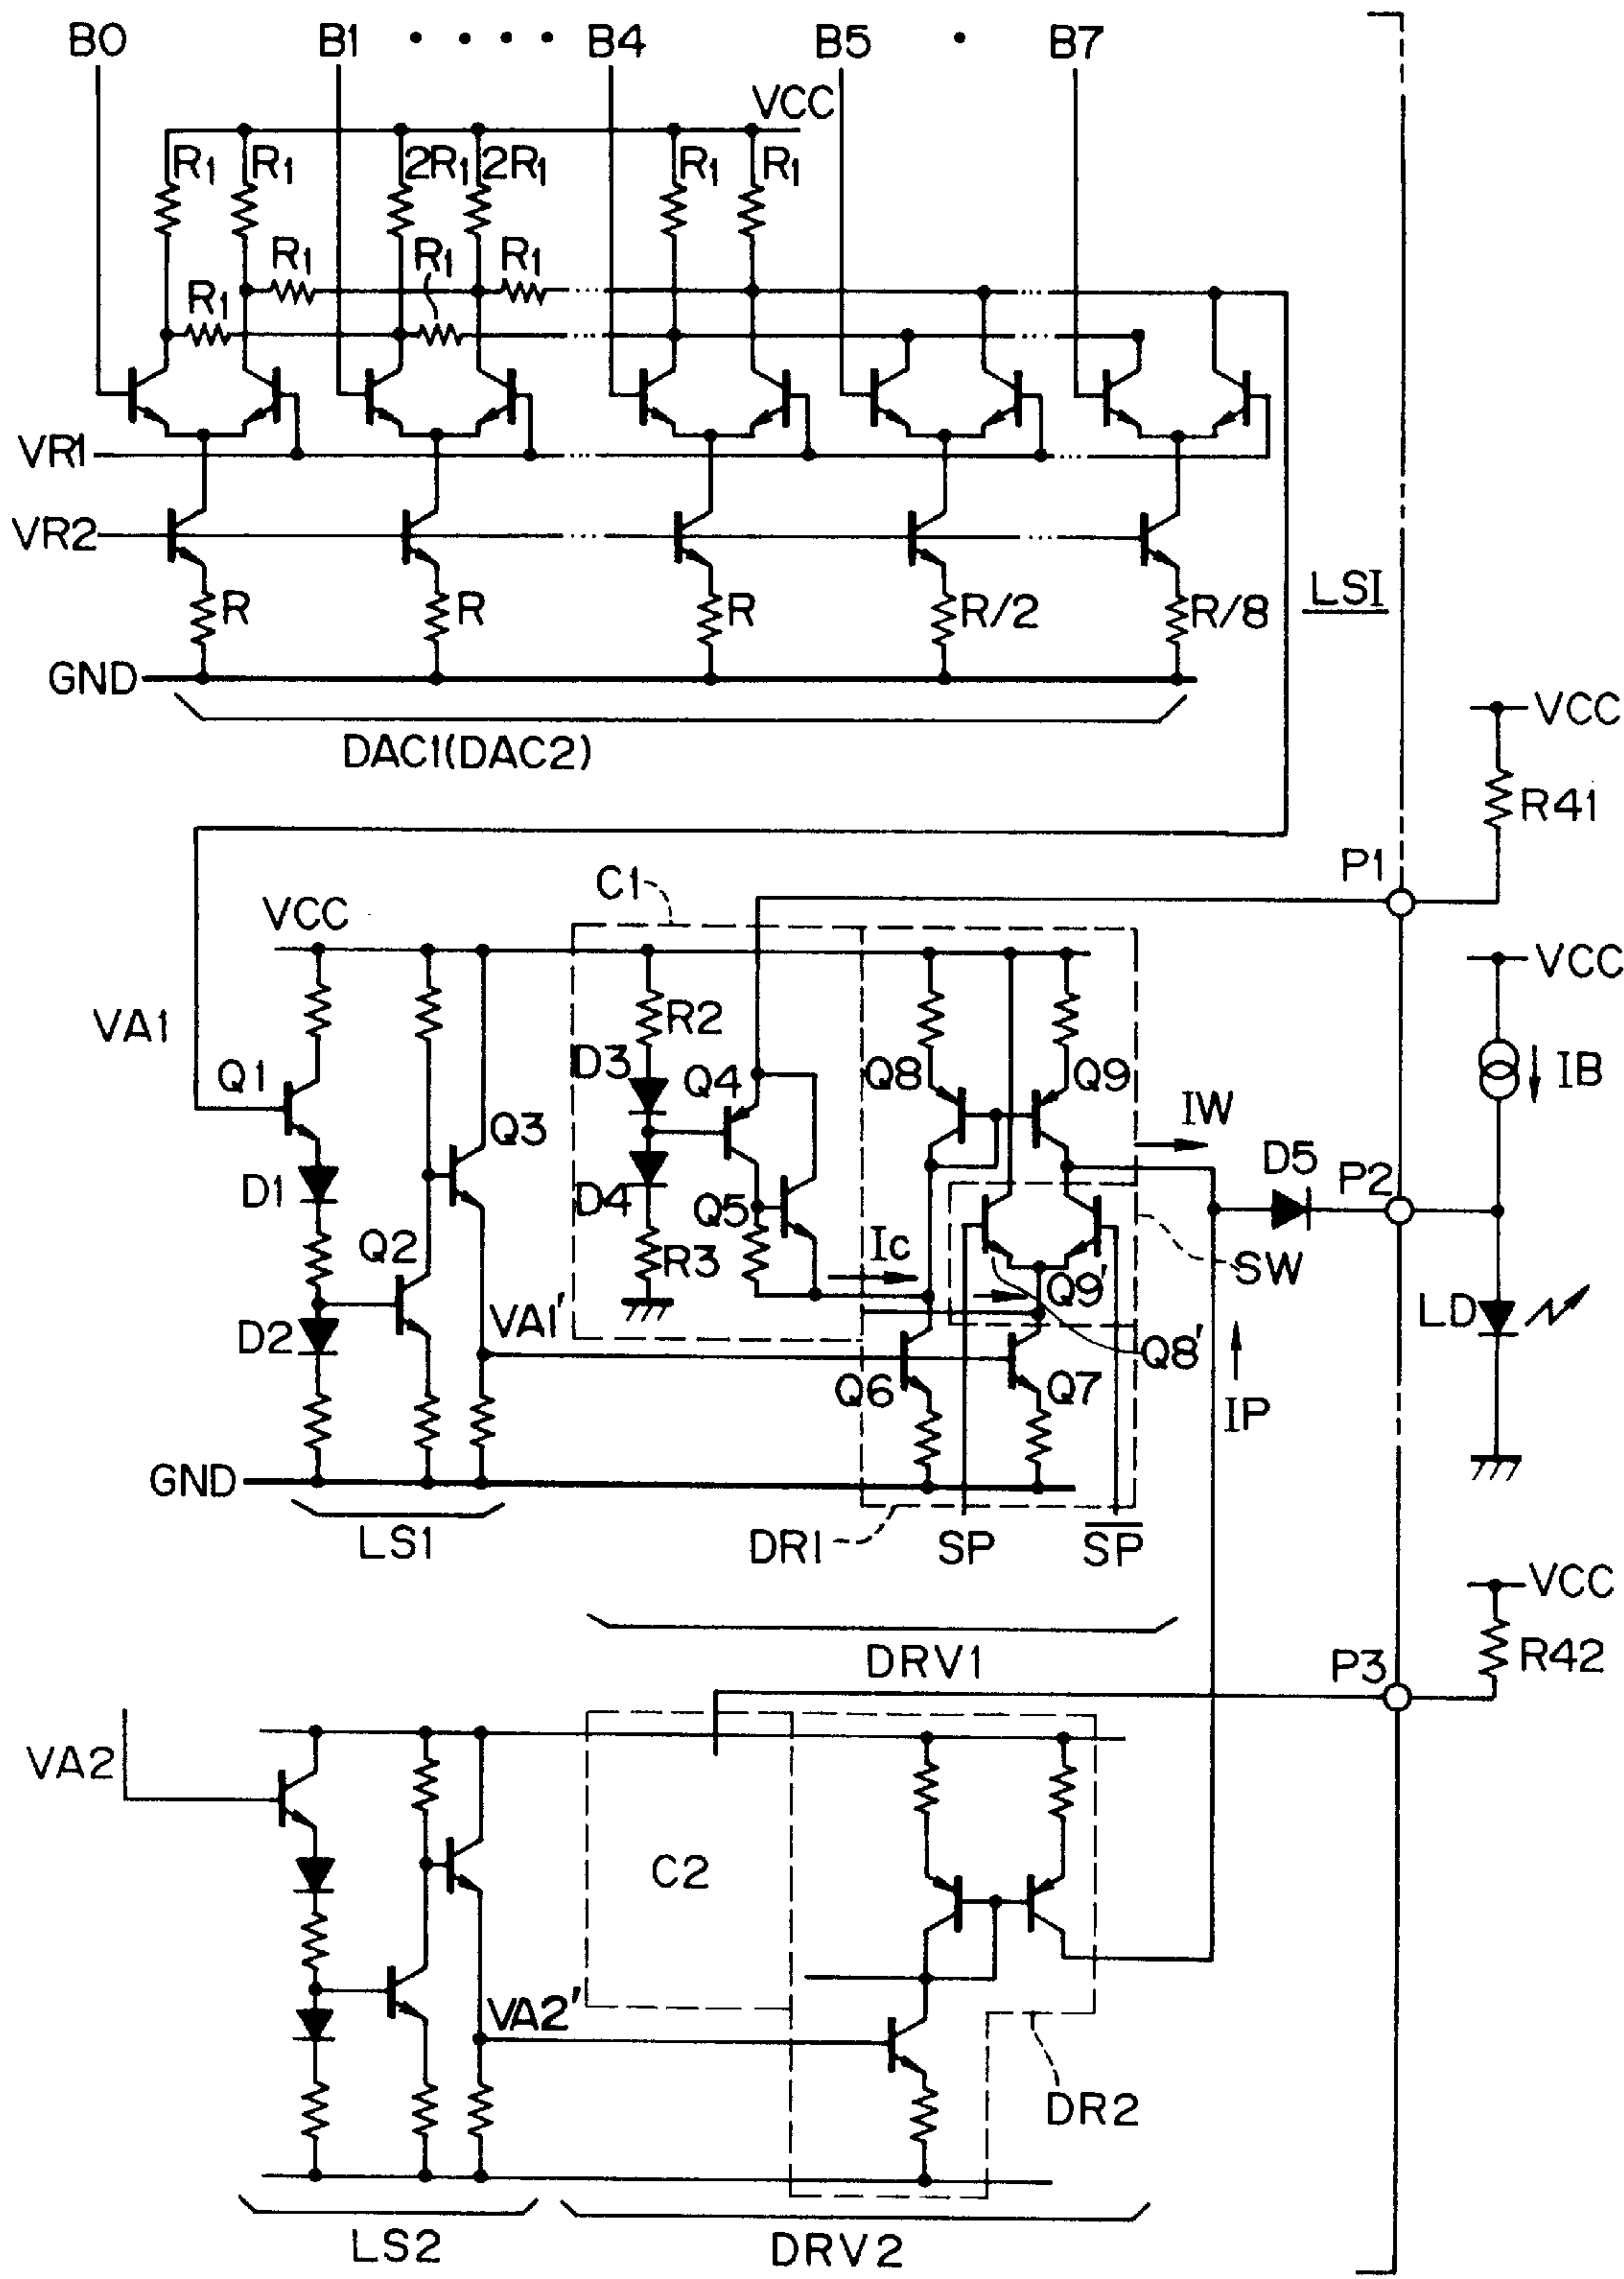 B0 B1 · · · · B4 B5 · B7
VCC
R1 R1 2R1 2R1 R1 R1
R1 R1 R1
R1
VR1
VR2
R R R R/2 R/8
LSI
GND
VCC
DAC1(DAC2)
R41
P1
C1
VCC
VCC
VA1
R2
D3 Q4 Q8 Q9
IB
Q1
IW
Q3
D5 P2
D1 D4 Q5
Q2 R3 Ic SW
Q9'
D2 VA1' LD
Q8'
Q6 Q7
IP
GND
LS1 DR1 SP SP
VCC
DRV1
R42
P3
VA2
C2
VA2'
DR2
LS2 DRV2